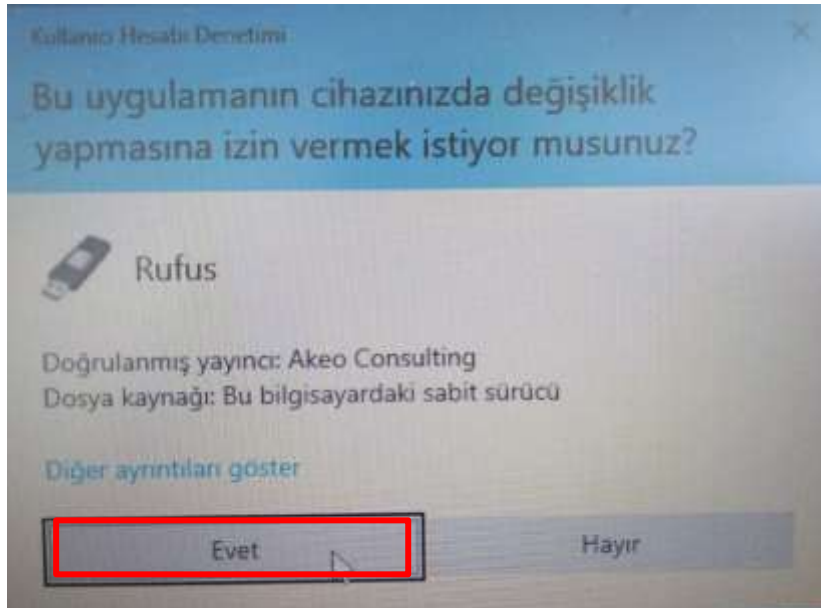 Kullanıcı Hesabı Denetimi
Bu uygulamanın cihazınızda değişiklik
yapmasına izin vermek istiyor musunuz?
Rufus
Doğrulanmış yayıncı: Akeo Consulting
Dosya kaynağı: Bu bilgisayardaki sabit sürücü
Diğer ayrıntıları göster
Evet
Hayır